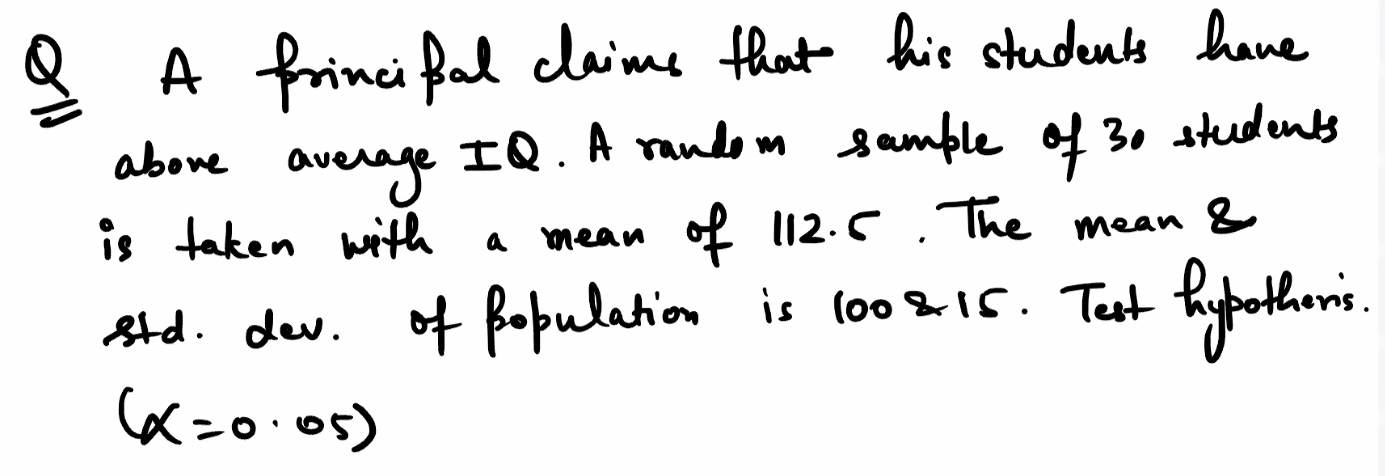 Q A principal claims that his students have
above average IQ. A random sample of 30 students
is taken with a mean of 112.5. The mean &
std. dev. of population is 100 & 15. Test hypothesis.
(α=0.05)